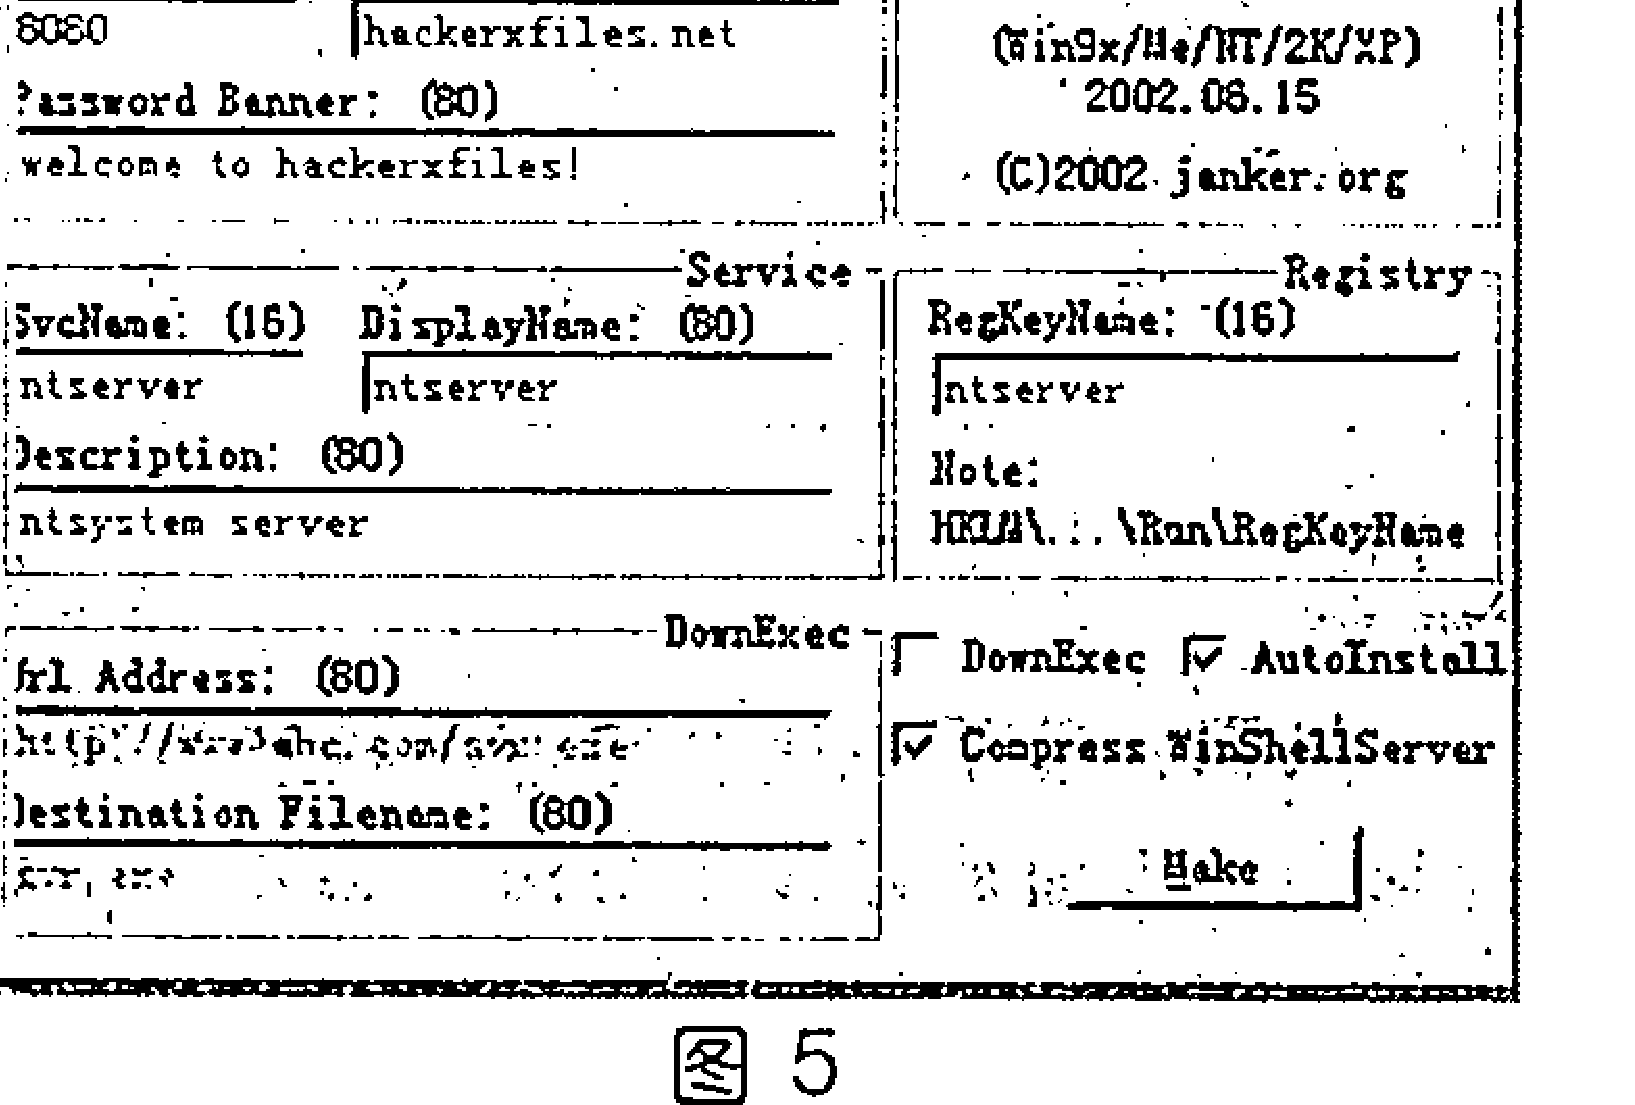 hackerxfiles.net
(Win9x/Me/NT/2K/XP)
Password Banner: (80)
2002.06.15
welcome to hackerxfiles!
(C)2002 janker.org
Service
Registry
SvcName: (16) DisplayName: (80)
RegKeyName: (16)
ntserver ntserver
ntserver
Description: (80)
Note:
ntsystem server
HKLM\...\Run\RegKeyName
DownExec
DownExec AutoInstall
Url Address: (80)
Compress WinShellServer
Destination Filename: (80)
Make
图 5